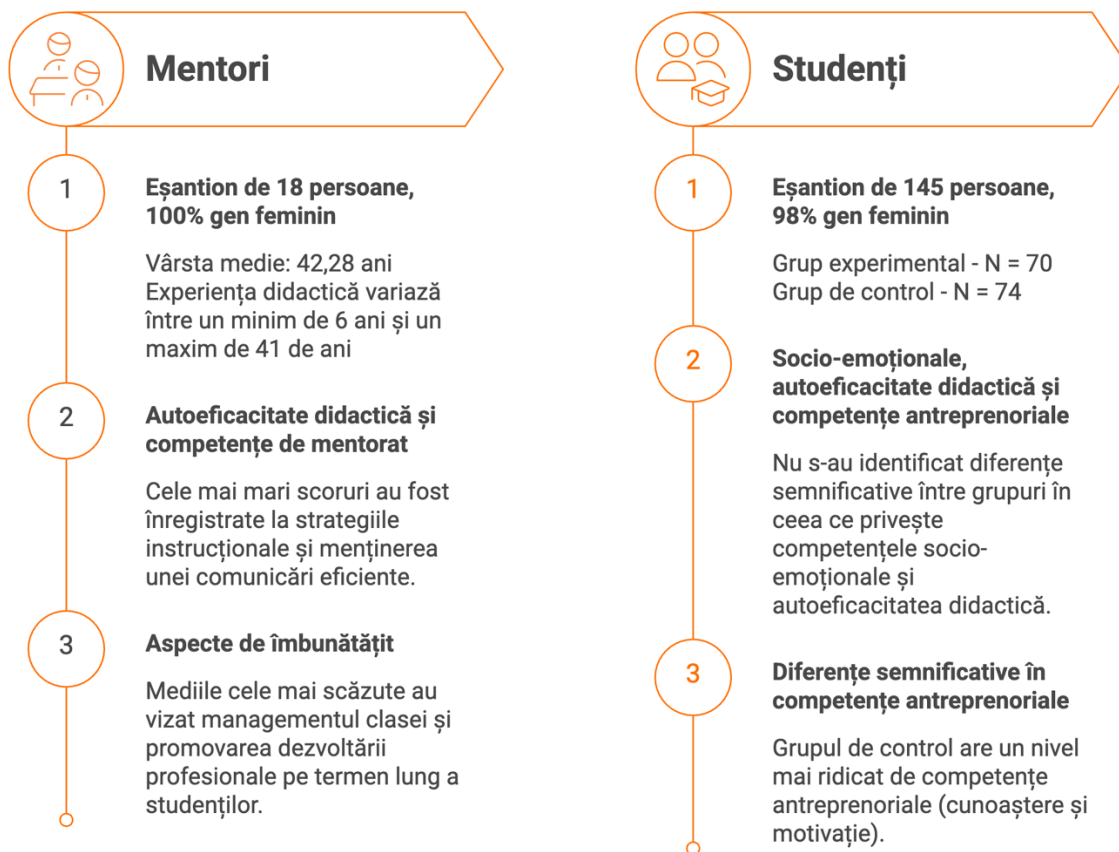 Mentori
1
Eșantion de 18 persoane,
100% gen feminin
Vârsta medie: 42,28 ani
Experiența didactică variază
între un minim de 6 ani și un
maxim de 41 de ani
2
Autoeficacitate didactică și
competențe de mentorat
Cele mai mari scoruri au fost
înregistrate la strategiile
instrucționale și menținerea
unei comunicări eficiente.
3
Aspecte de îmbunătățit
Mediile cele mai scăzute au
vizat managementul clasei și
promovarea dezvoltării
profesionale pe termen lung a
studenților.
Studenți
1
Eșantion de 145 persoane,
98% gen feminin
Grup experimental - N = 70
Grup de control - N = 74
2
Socio-emoționale,
autoeficacitate didactică și
competențe antreprenoriale
Nu s-au identificat diferențe
semnificative între grupuri în
ceea ce privește
competențele socio-
emoționale și
autoeficacitatea didactică.
3
Diferențe semnificative în
competențe antreprenoriale
Grupul de control are un nivel
mai ridicat de competențe
antreprenoriale (cunoaștere și
motivație).